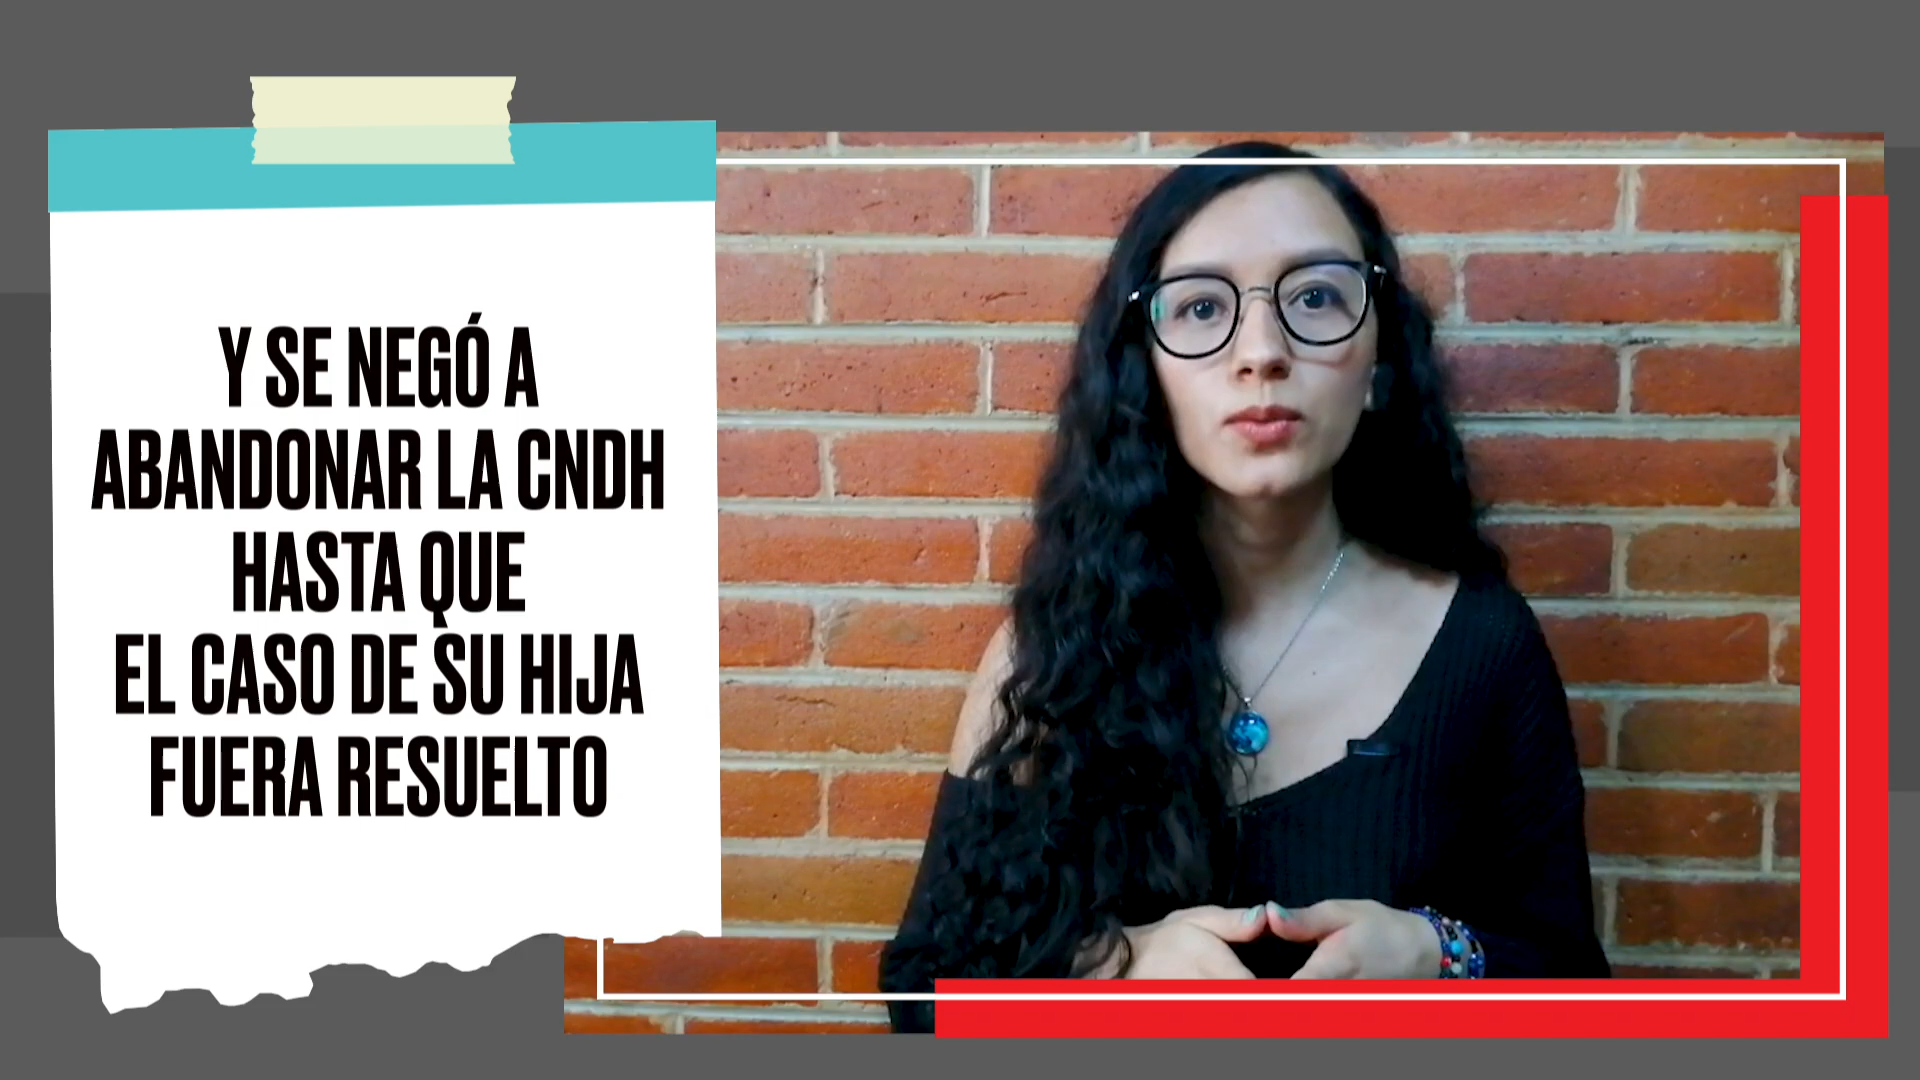 Y SE NEGÓ A
ABANDONAR LA CNDH
HASTA QUE
EL CASO DE SU HIJA
FUERA RESUELTO